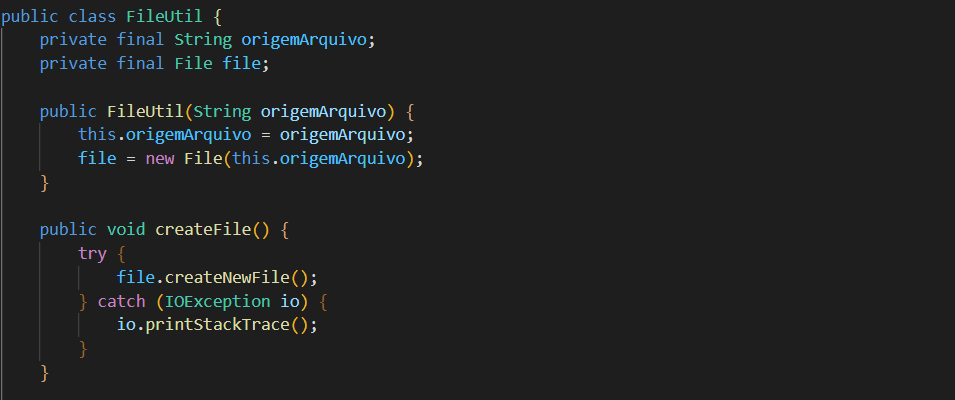 public class FileUtil {
    private final String origemArquivo;
    private final File file;
    public FileUtil(String origemArquivo) {
        this.origemArquivo = origemArquivo;
        file = new File(this.origemArquivo);
    }
    public void createFile() {
        try {
            file.createNewFile();
        } catch (IOException io) {
            io.printStackTrace();
        }
    }